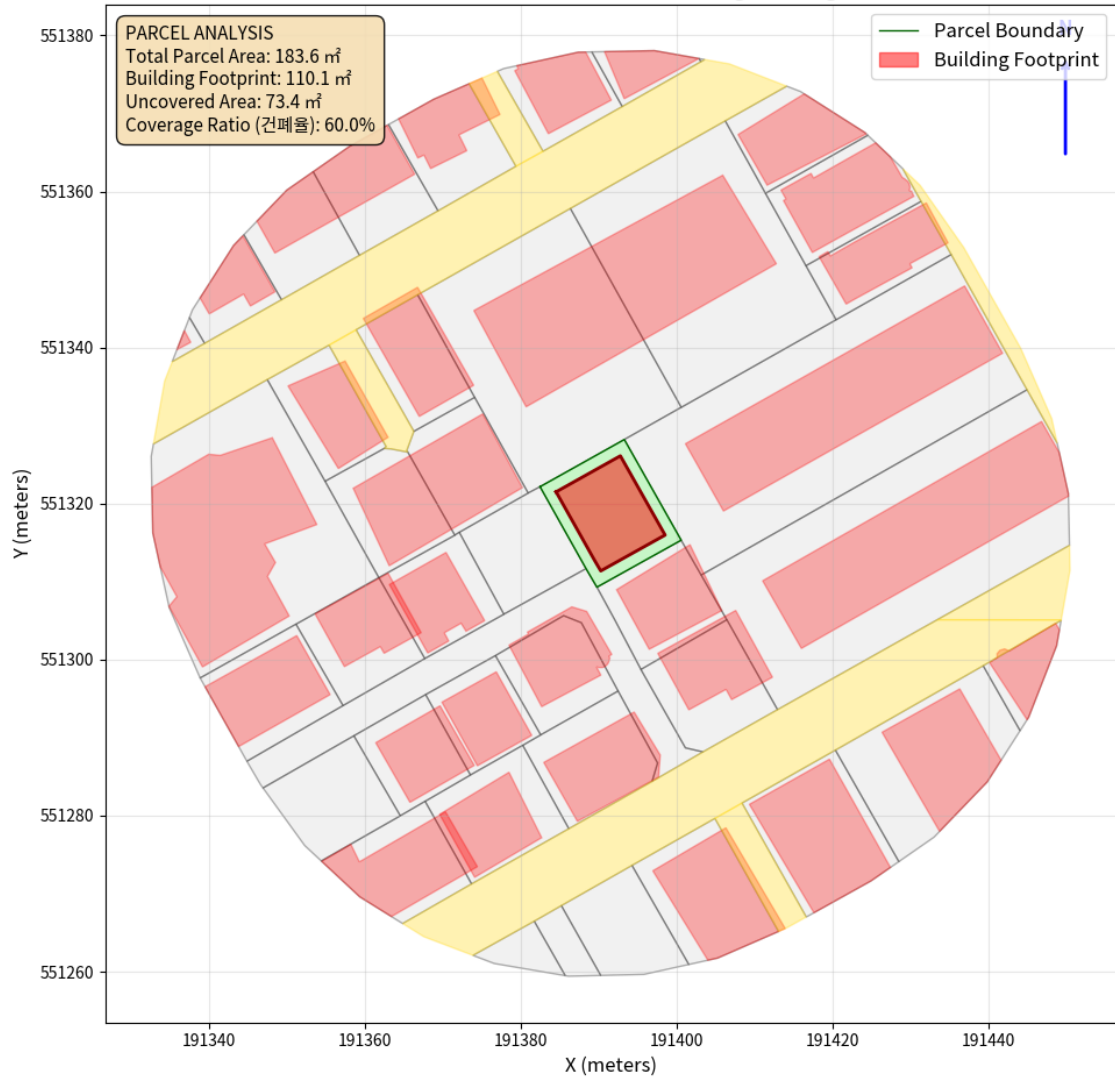 PARCEL ANALYSIS
Total Parcel Area: 183.6 ㎡
Building Footprint: 110.1 ㎡
Uncovered Area: 73.4 ㎡
Coverage Ratio (건폐율): 60.0%
N
Parcel Boundary
Building Footprint
551380
551360
551340
551320
551300
551280
551260
Y (meters)
191340
191360
191380
191400
191420
191440
X (meters)